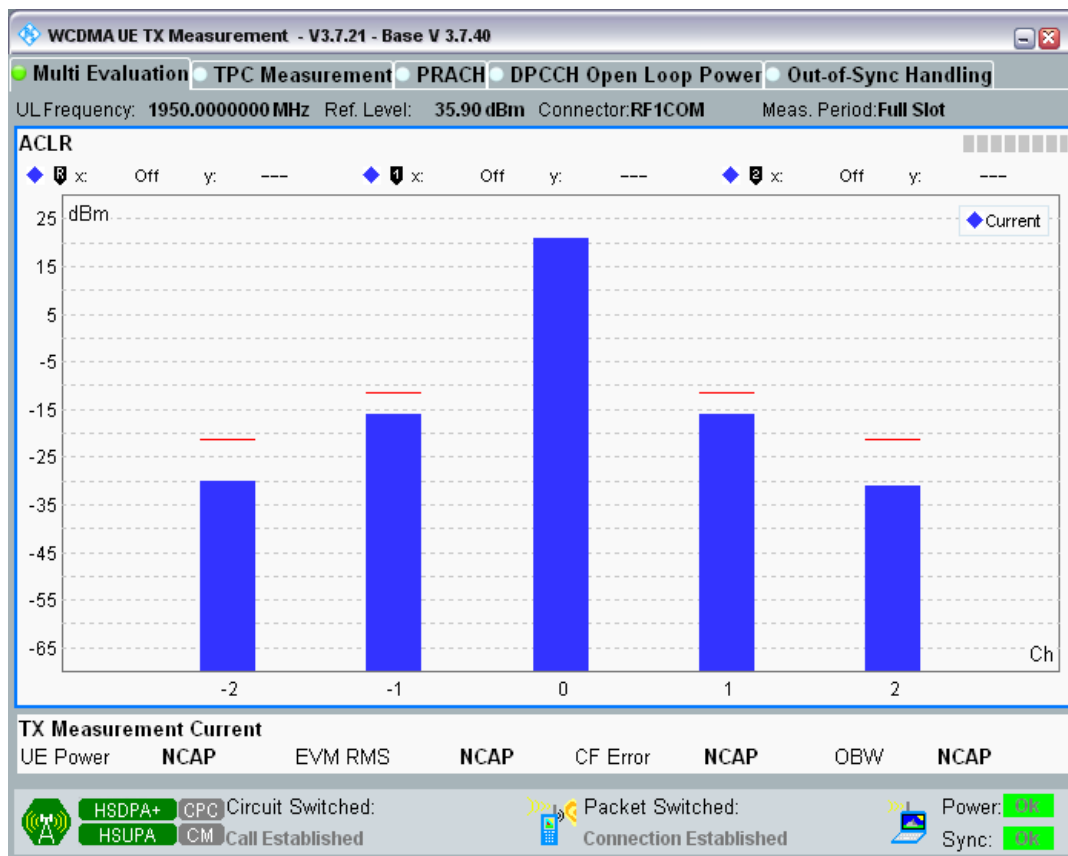 WCDMA UE TX Measurement - V3.7.21 - Base V 3.7.40
Multi Evaluation TPC Measurement PRACH DPCCH Open Loop Power Out-of-Sync Handling
UL Frequency: 1950.0000000 MHz Ref. Level: 35.90 dBm Connector:RF1COM Meas. Period:Full Slot
ACLR
R x: Off y: --- 1 x: Off y: --- 2 x: Off y: ---
dBm
Current
25
15
5
-5
-15
-25
-35
-45
-55
-65
Ch
-2 -1 0 1 2
TX Measurement Current
UE Power NCAP EVM RMS NCAP CF Error NCAP OBW NCAP
HSDPA+ CPC Circuit Switched: Packet Switched: Power: OK
HSUPA CM Call Established Connection Established Sync: OK